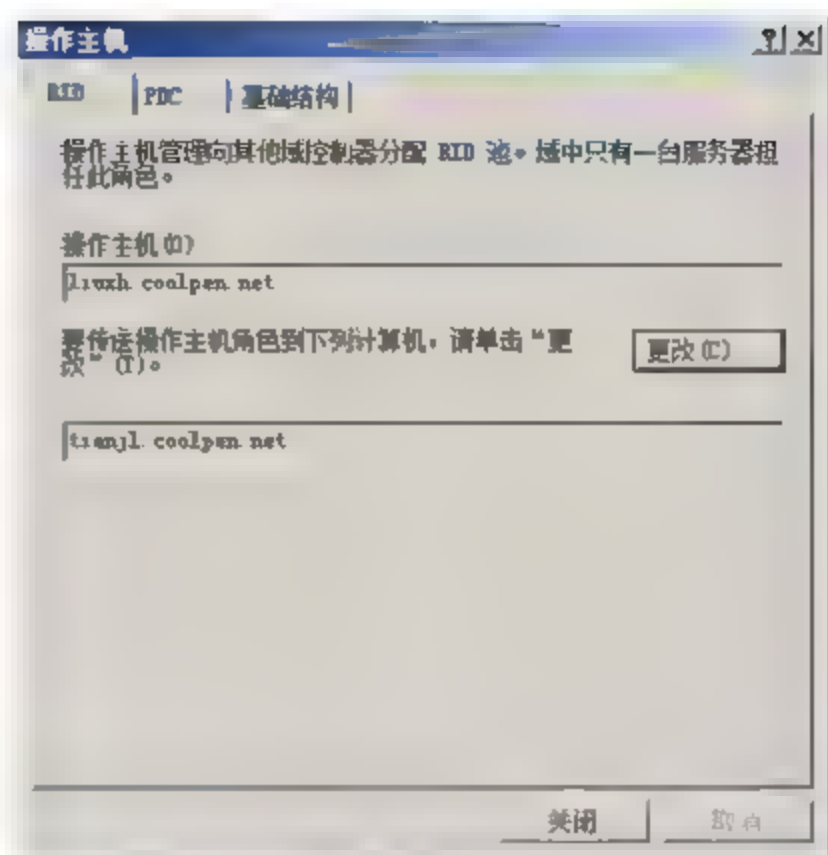 操作主机
RID PDC 基础结构
操作主机管理向其他域控制器分配 RID 池。域中只有一台服务器担
任此角色。
操作主机(O)
liuxh.coolpen.net
要传送操作主机角色到下列计算机，请单击“更
改”(T)。
更改(C)
tianjl.coolpen.net
关闭
取消